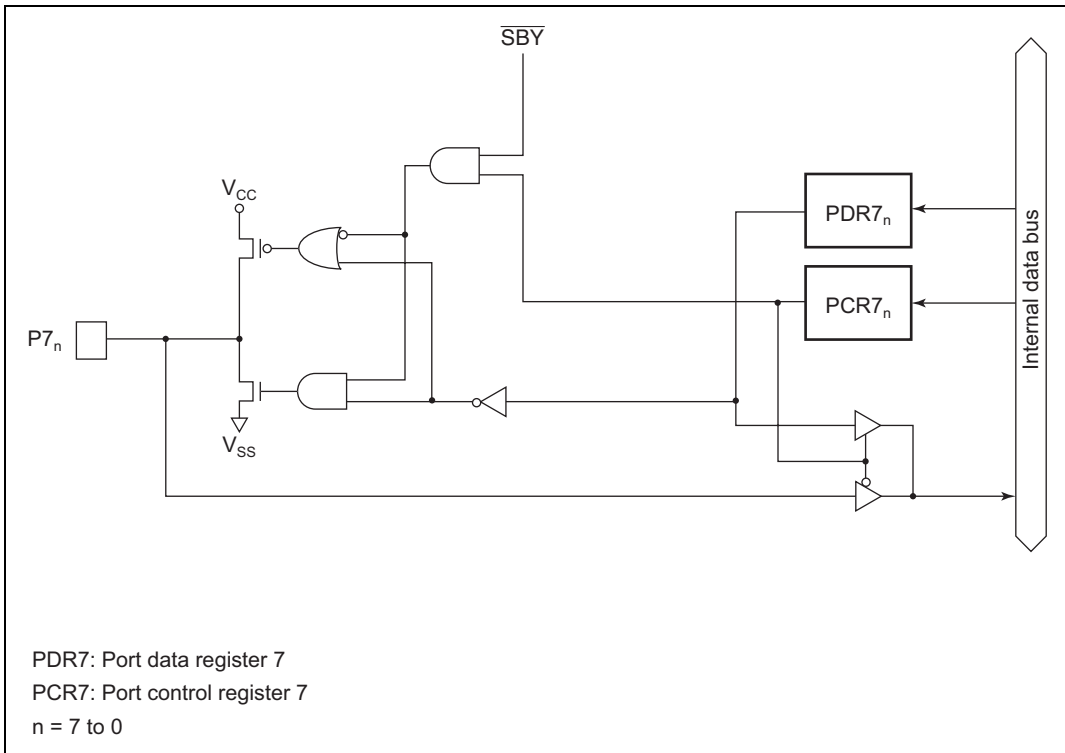 SBY
VCC
PDR7n
PCR7n
Internal data bus
P7n
VSS
PDR7: Port data register 7
PCR7: Port control register 7
n = 7 to 0